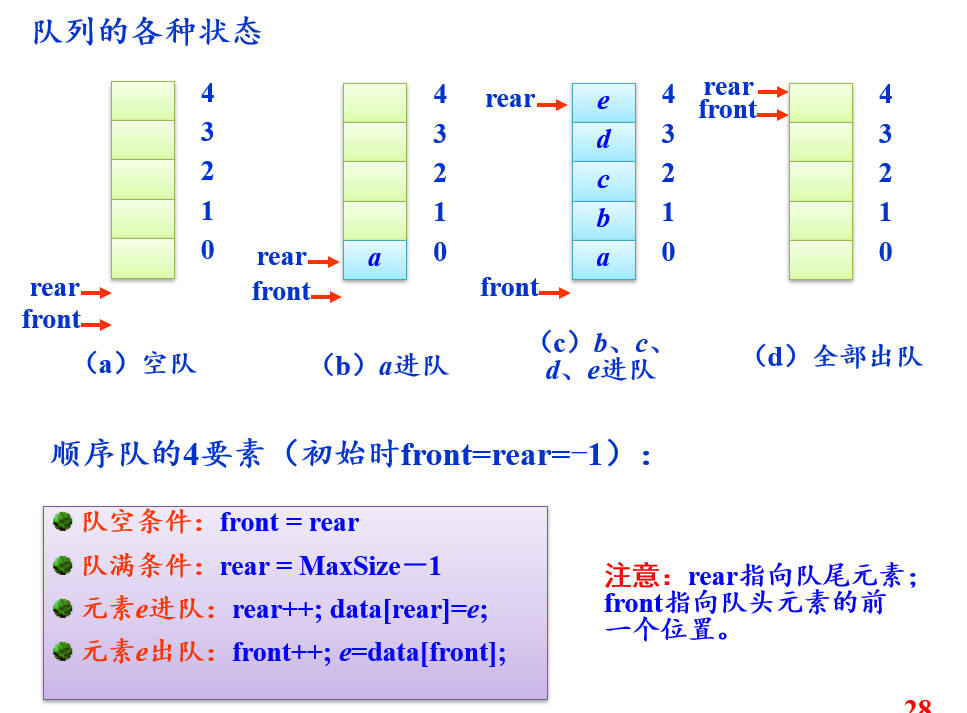 队列的各种状态
4
3
2
1
0
rear
front
（a）空队
4
3
2
1
0
a
rear
front
（b）a进队
rear
e
d
c
b
a
4
3
2
1
0
front
（c）b、c、
d、e进队
rear
front
4
3
2
1
0
（d）全部出队
顺序队的4要素（初始时front=rear=-1）：
队空条件：front = rear
队满条件：rear = MaxSize－1
元素e进队：rear++; data[rear]=e;
元素e出队：front++; e=data[front];
注意：rear指向队尾元素；
front指向队头元素的前
一个位置。
28